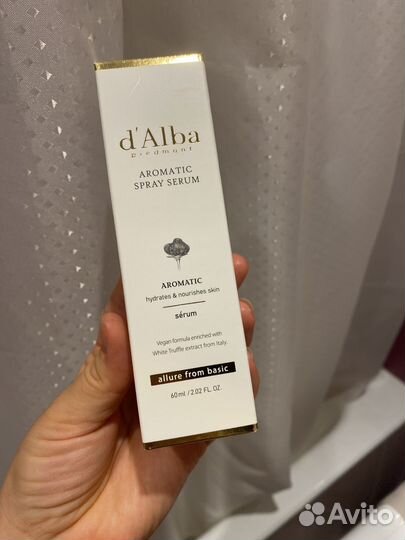 d'Alba
piedmont
AROMATIC
SPRAY SERUM
AROMATIC
hydrates & nourishes skin
sérum
Vegan formula enriched with
White Truffle extract from Italy.
allure from basic
60ml / 2.02 FL. OZ.
Avito